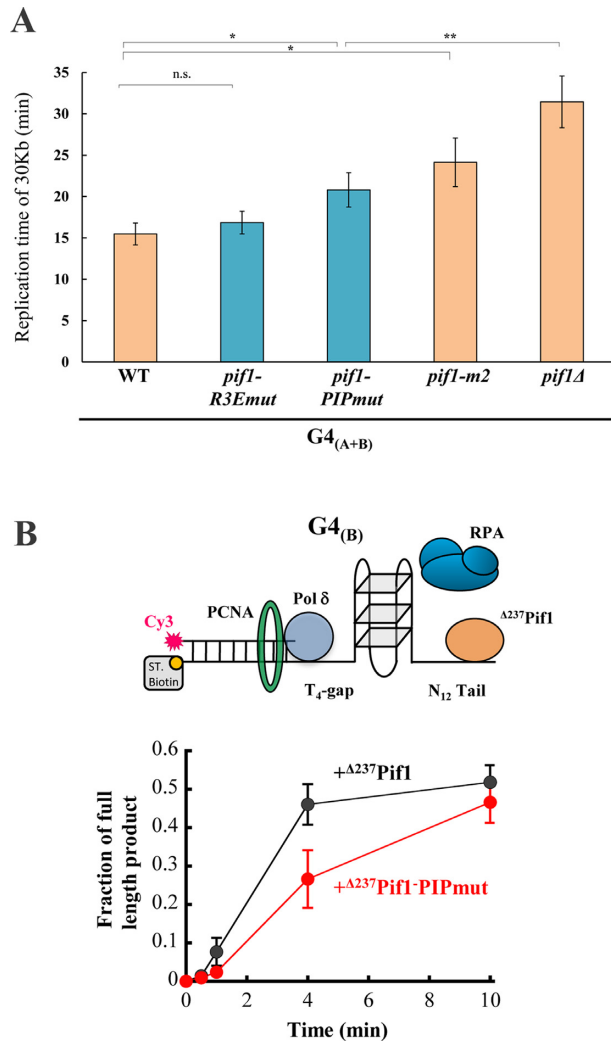 A
*
**
*
n.s.
Replication time of 30Kb (min)
35
30
25
20
15
10
5
0
WT
pif1-
R3Emut
pif1-
PIPmut
pif1-m2
pif1Δ
G4(A+B)
B
G4(B)
RPA
Pol δ
PCNA
Cy3
Δ237Pif1
ST.
Biotin
T4-gap
N12 Tail
Fraction of full
length product
0.6
0.5
0.4
0.3
0.2
0.1
0
+Δ237Pif1
+Δ237Pif1-PIPmut
0
2
4
6
8
10
Time (min)